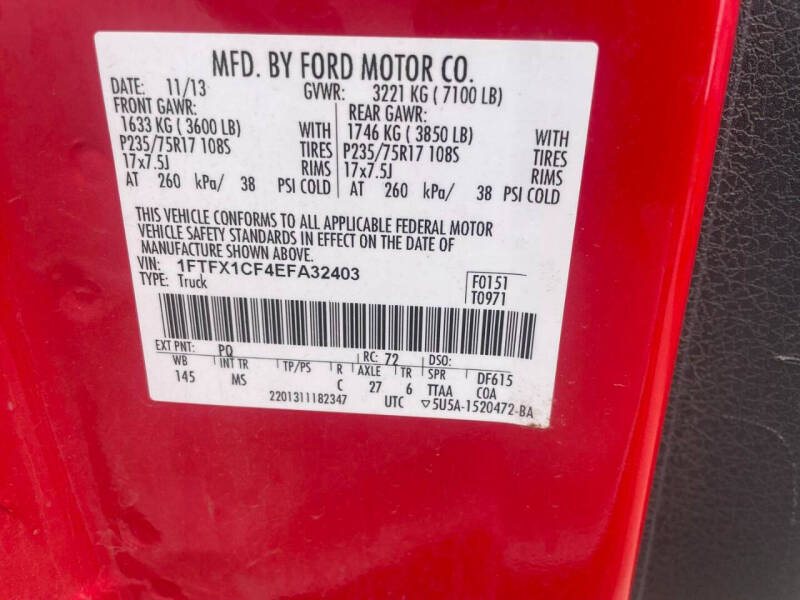 MFD. BY FORD MOTOR CO.
DATE: 11/13 GVWR: 3221 KG ( 7100 LB)
FRONT GAWR: REAR GAWR:
1633 KG ( 3600 LB) WITH 1746 KG ( 3850 LB) WITH
P235/75R17 108S TIRES P235/75R17 108S TIRES
17x7.5J RIMS 17x7.5J RIMS
AT 260 kPa/ 38 PSI COLD AT 260 kPa/ 38 PSI COLD
THIS VEHICLE CONFORMS TO ALL APPLICABLE FEDERAL MOTOR
VEHICLE SAFETY STANDARDS IN EFFECT ON THE DATE OF
MANUFACTURE SHOWN ABOVE.
VIN: 1FTFX1CF4EFA32403 F0151
TYPE: Truck T0971
EXT PNT: PQ RC: 72 DSO:
WB INT TR TP/PS R AXLE TR SPR DF615
145 MS C 27 6 TTAA COA
2201311182347 UTC ▽5U5A-1520472-BA